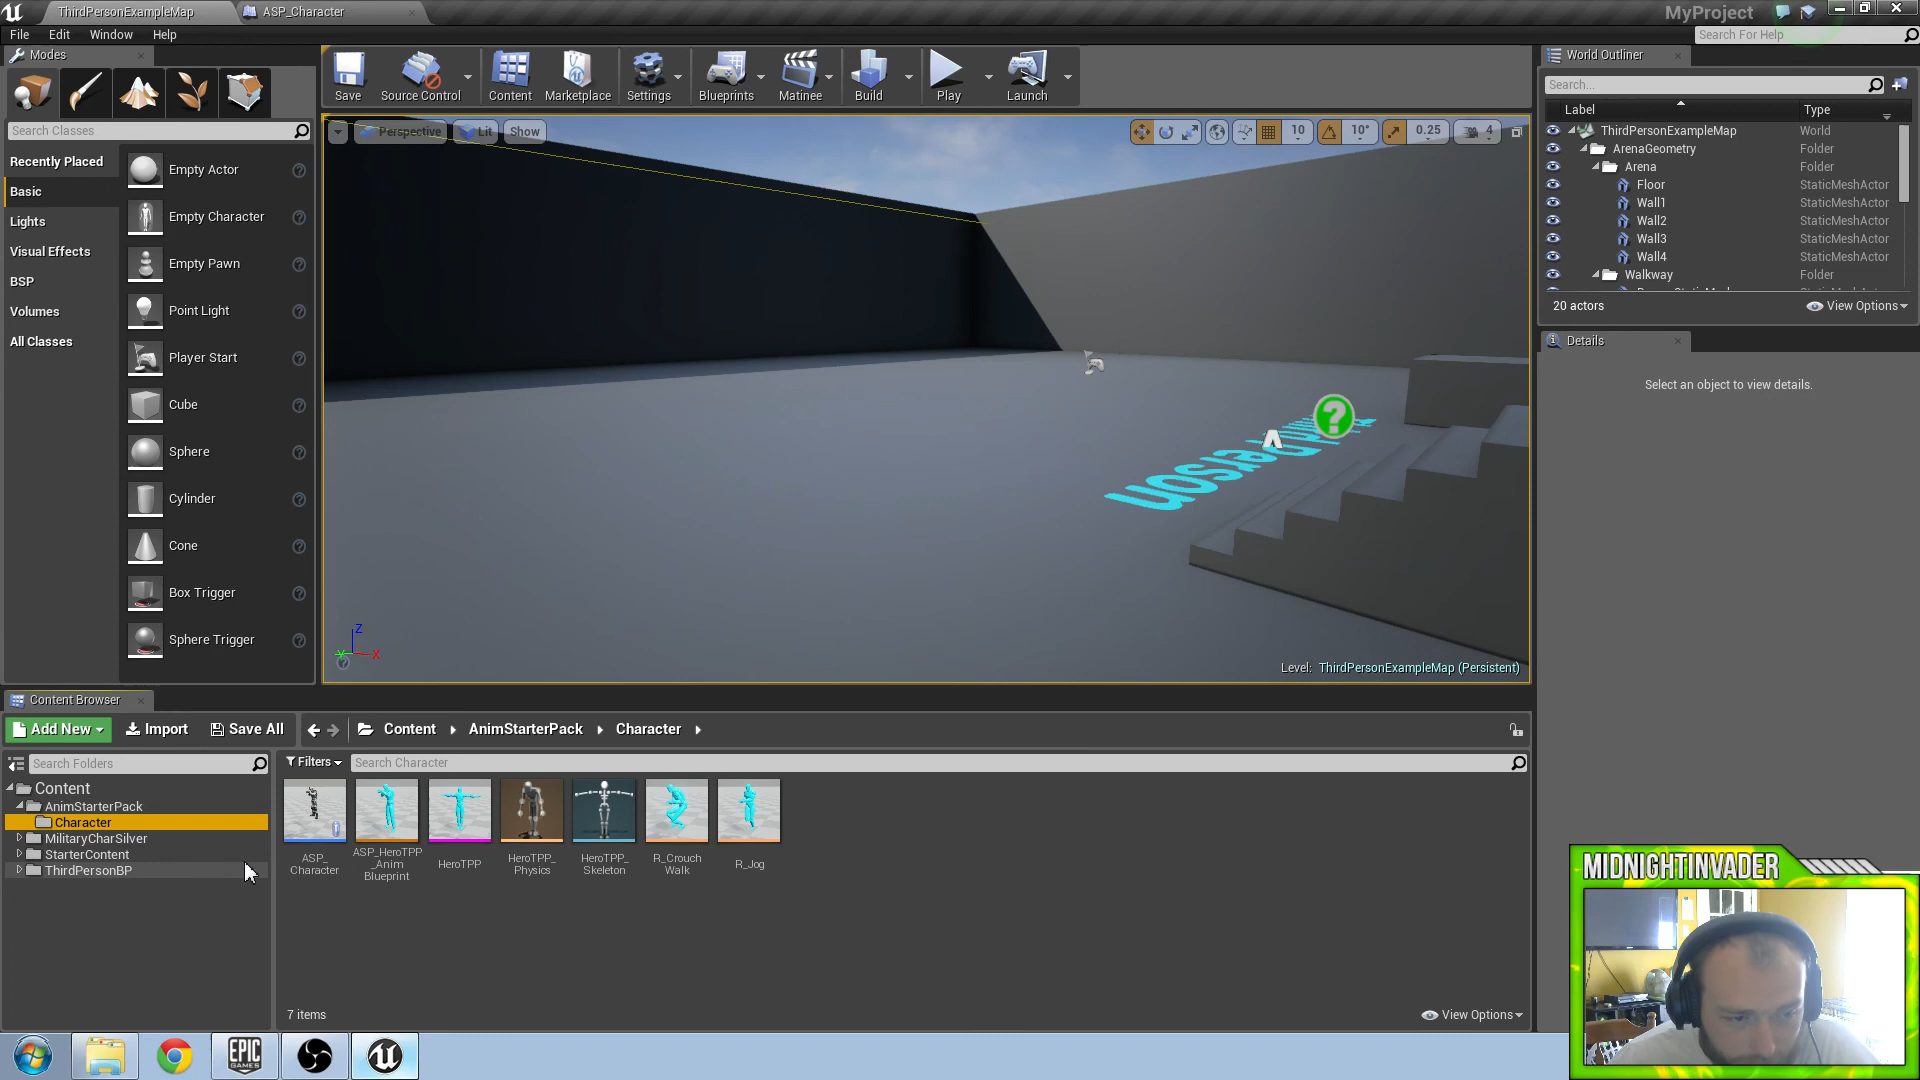 ThirdPersonExampleMap
ASP_Character
MyProject
File Edit Window Help
Search For Help
Modes
Save
Source Control
Content
Marketplace
Settings
Blueprints
Matinee
Build
Play
Launch
World Outliner
Search...
Label Type
ThirdPersonExampleMap World
ArenaGeometry Folder
Arena Folder
Floor StaticMeshActor
Wall1 StaticMeshActor
Wall2 StaticMeshActor
Wall3 StaticMeshActor
Wall4 StaticMeshActor
Walkway Folder
20 actors
View Options
Details
Select an object to view details.
Search Classes
Recently Placed
Basic
Lights
Visual Effects
BSP
Volumes
All Classes
Empty Actor
Empty Character
Empty Pawn
Point Light
Player Start
Cube
Sphere
Cylinder
Cone
Box Trigger
Sphere Trigger
Perspective
Lit
Show
10
10°
0.25
4
Z
Y
X
Level: ThirdPersonExampleMap (Persistent)
Content Browser
Add New
Import
Save All
Content
AnimStarterPack
Character
Search Folders
Filters
Search Character
Content
AnimStarterPack
Character
MilitaryCharSilver
StarterContent
ThirdPersonBP
ASP_
Character
ASP_HeroTPP
_Anim
Blueprint
HeroTPP
HeroTPP_
Physics
HeroTPP_
Skeleton
R_Crouch
Walk
R_Jog
7 items
View Options
MIDNIGHTINVADER
EPIC
GAMES